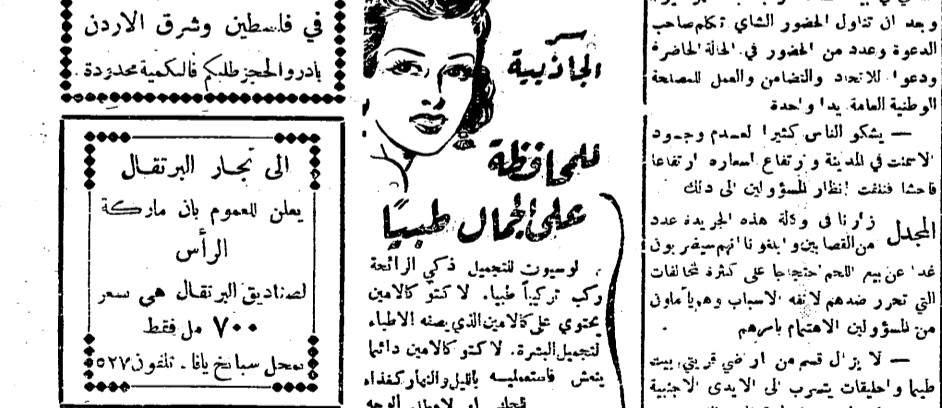 وبعد ان تناول الحضور الشاي تكلم صاحب
الدعوة وعدد من الحضور في الحالة الحاضرة
ودعوا للاتحاد والتضامن والعمل للمصلحة
الوطنية العامة يدا واحدة
— يشكو الناس كثيرا لعدم وجود
الاسمنت في المدينة وارتفاع اسعاره ارتفاعا
فاحشا فنلفت انظار المسؤولين الى ذلك
المجدل زارنا في وكالة هذه الجريدة عدد
من القصابين وابلغونا انهم سيضربون
غدا عن بيع اللحم احتجاجا على كثرة المخالفات
التي تحرر ضدهم لاتفه الاسباب وهم يأملون
من المسؤولين الاهتمام بامرهم
— لا يزال قسم من اراضي قريتي بيت
طيما واحليقات يتسرب الى الايدي الاجنبية
سر
الجاذبية
للمحافظة
على الجمال طبيًا
لوسيون للتجميل ذكي الرائحة
ركب تركيباً طبيا. لاكتو كالامين
يحتوي على كالامين الذي يصفه الاطباء
لتجميل البشرة. لاكتو كالامين دائما
ينعش فاستعمليه بالليل والنهار كغذاء
في فلسطين وشرق الاردن
بادروا لحجز طلبكم فالكمية محدودة
الى تجار البرتقال
يعلن للعموم بان ماركة
الرأس
لصناديق البرتقال هي سعر
٧٠٠ مل فقط
بمحل سبانخ يافا ـ تلفون ٥٢٧